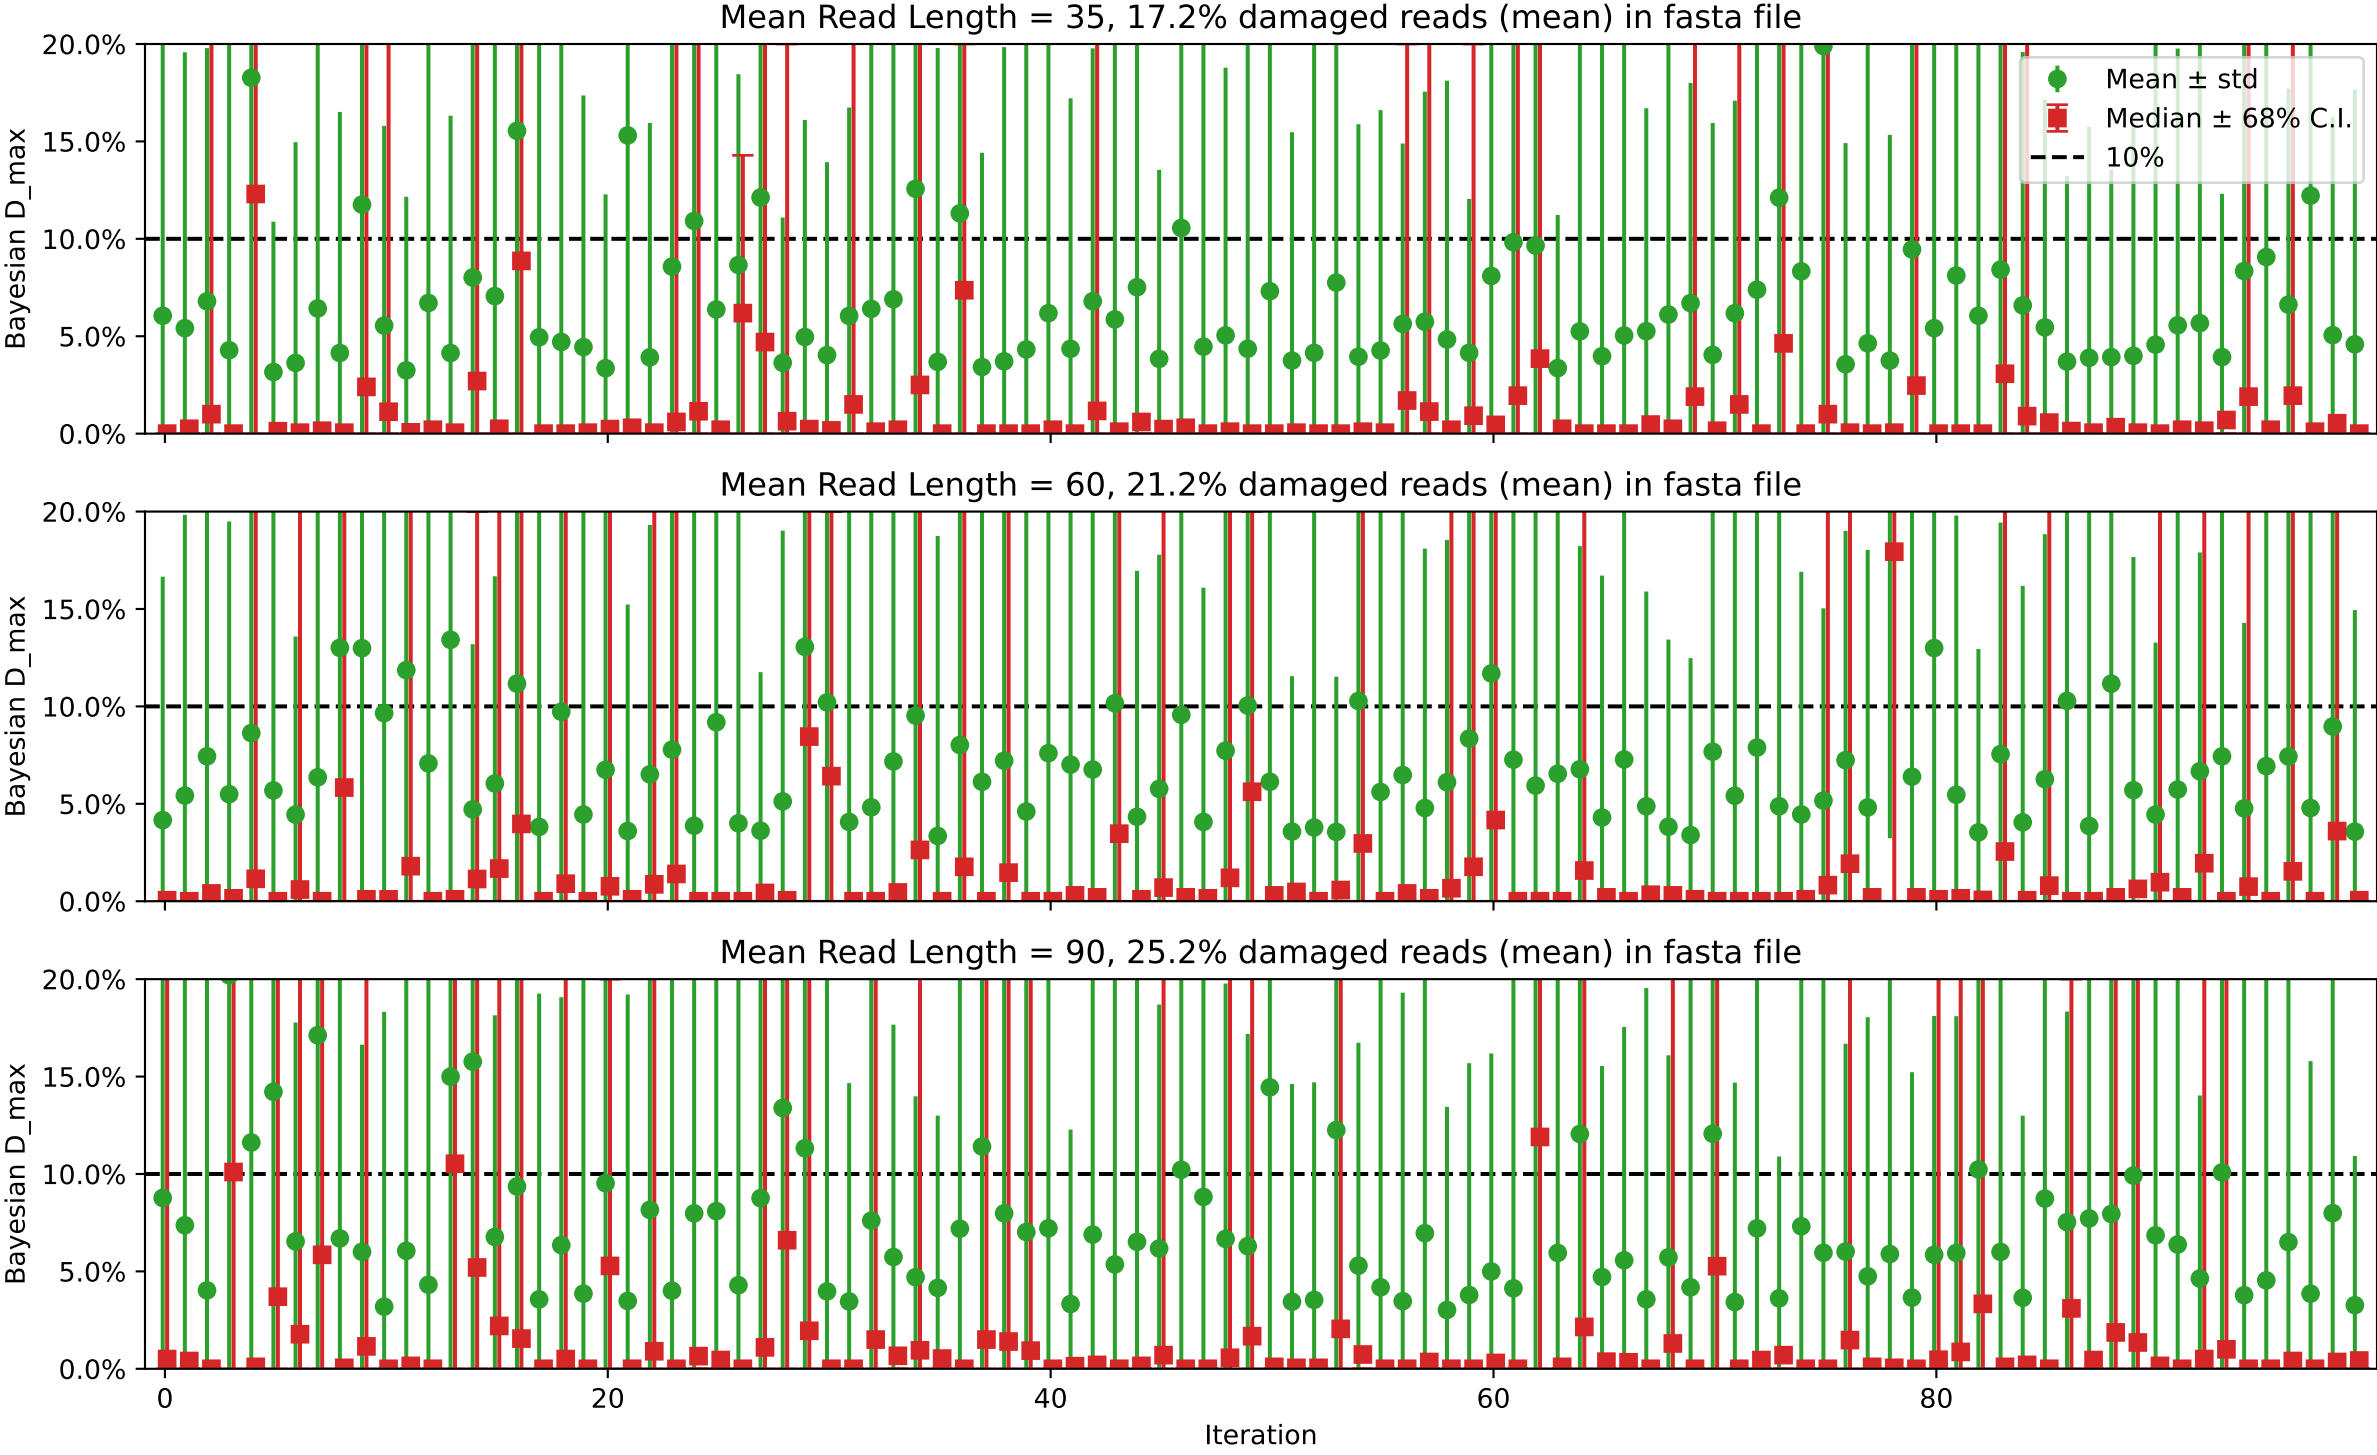 Mean Read Length = 35, 17.2% damaged reads (mean) in fasta file
20.0%
15.0%
10.0%
5.0%
0.0%
Bayesian D_max
Mean ± std
Median ± 68% C.I.
10%
Mean Read Length = 60, 21.2% damaged reads (mean) in fasta file
20.0%
15.0%
10.0%
5.0%
0.0%
Bayesian D_max
Mean Read Length = 90, 25.2% damaged reads (mean) in fasta file
20.0%
15.0%
10.0%
5.0%
0.0%
Bayesian D_max
0 20 40 60 80
Iteration